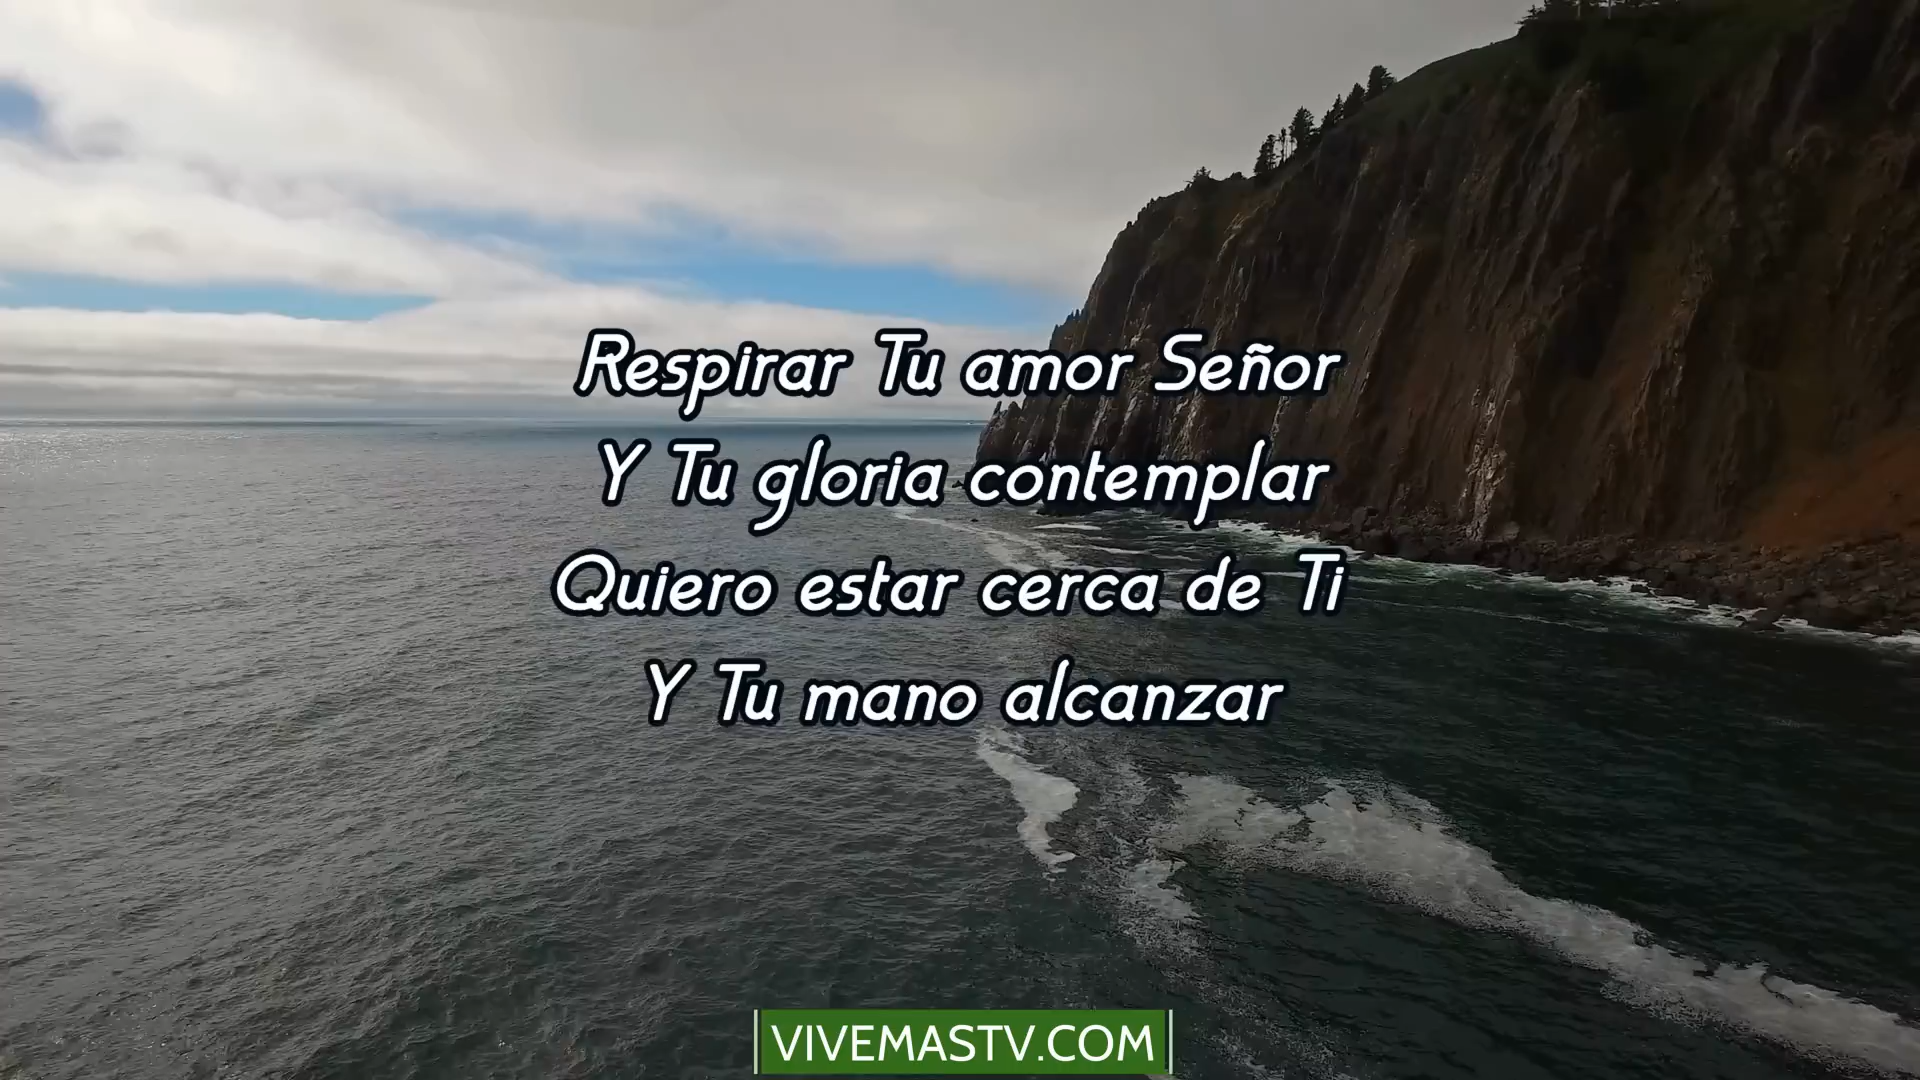 Respirar Tu amor Señor
Y Tu gloria contemplar
Quiero estar cerca de Ti
Y Tu mano alcanzar
VIVEMASTV.COM